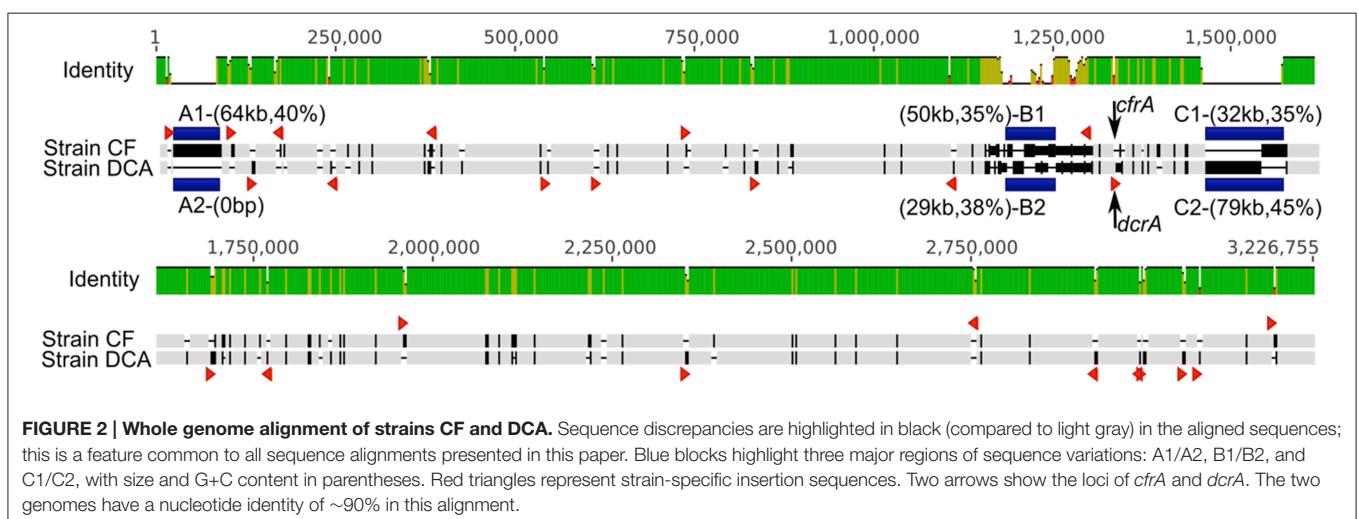 1 250,000 500,000 750,000 1,000,000 1,250,000 1,500,000
Identity
A1-(64kb,40%) (50kb,35%)-B1 cfrA C1-(32kb,35%)
Strain CF
Strain DCA
A2-(0bp) (29kb,38%)-B2 dcrA C2-(79kb,45%)
1,750,000 2,000,000 2,250,000 2,500,000 2,750,000 3,226,755
Identity
Strain CF
Strain DCA
FIGURE 2 | Whole genome alignment of strains CF and DCA. Sequence discrepancies are highlighted in black (compared to light gray) in the aligned sequences;
this is a feature common to all sequence alignments presented in this paper. Blue blocks highlight three major regions of sequence variations: A1/A2, B1/B2, and
C1/C2, with size and G+C content in parentheses. Red triangles represent strain-specific insertion sequences. Two arrows show the loci of cfrA and dcrA. The two
genomes have a nucleotide identity of ~90% in this alignment.